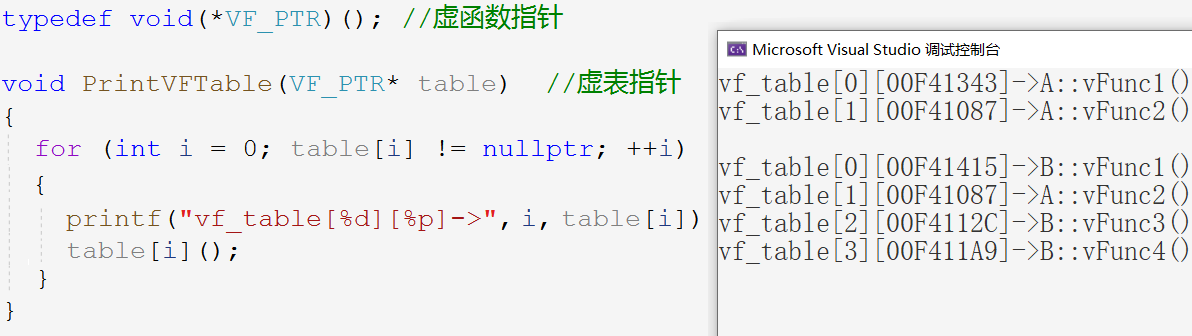 typedef void(*VF_PTR)(); //虚函数指针
void PrintVFTable(VF_PTR* table) //虚表指针
{
for (int i = 0; table[i] != nullptr; ++i)
{
printf("vf_table[%d][%p]->", i, table[i])
table[i]();
}
}
C:\ Microsoft Visual Studio 调试控制台
vf_table[0][00F41343]->A::vFunc1()
vf_table[1][00F41087]->A::vFunc2()
vf_table[0][00F41415]->B::vFunc1()
vf_table[1][00F41087]->A::vFunc2()
vf_table[2][00F4112C]->B::vFunc3()
vf_table[3][00F411A9]->B::vFunc4()